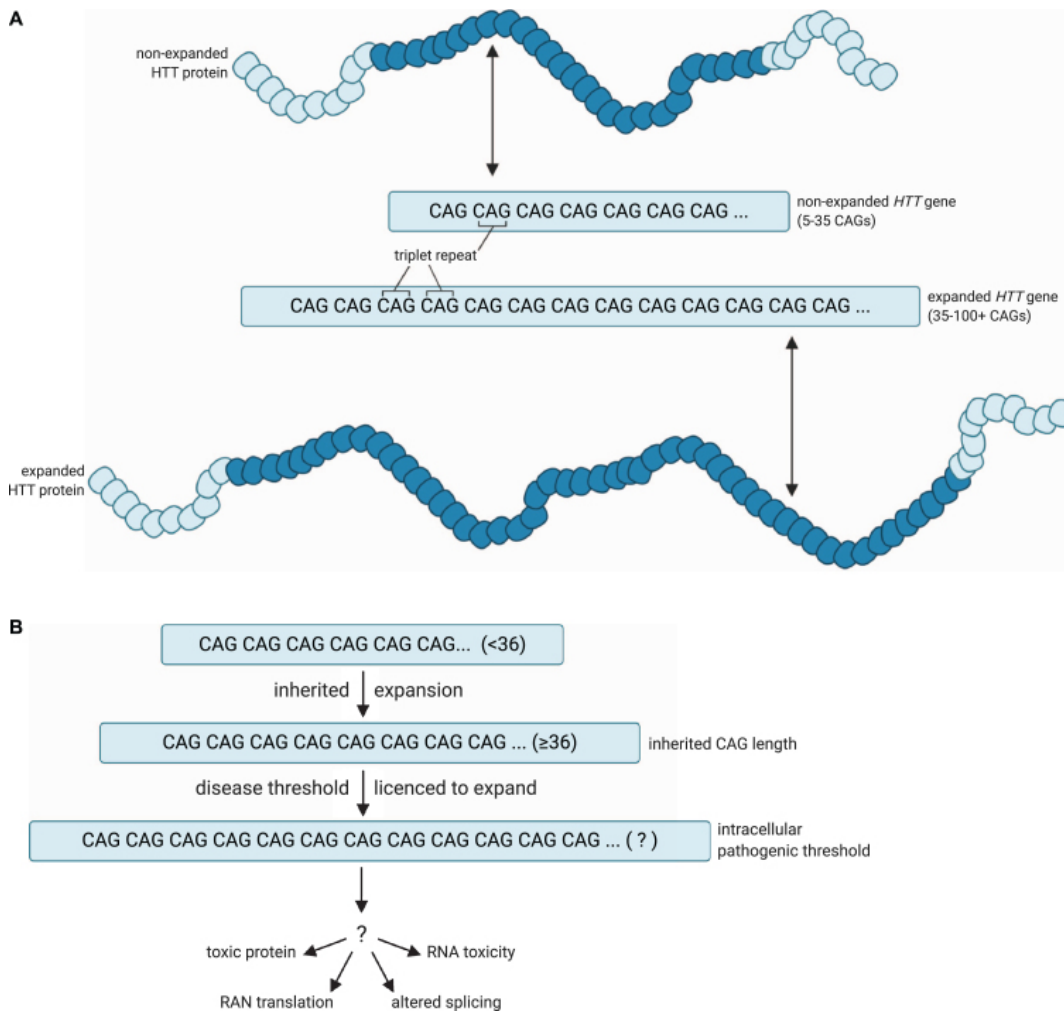 A
non-expanded
HTT protein
CAG CAG CAG CAG CAG CAG CAG ...
non-expanded HTT gene
(5-35 CAGs)
triplet repeat
CAG CAG CAG CAG CAG CAG CAG CAG CAG CAG CAG CAG CAG ...
expanded HTT gene
(35-100+ CAGs)
expanded
HTT protein
B
CAG CAG CAG CAG CAG CAG... (<36)
inherited expansion
CAG CAG CAG CAG CAG CAG CAG CAG ... (≥36)
inherited CAG length
disease threshold licenced to expand
CAG CAG CAG CAG CAG CAG CAG CAG CAG CAG CAG CAG ... ( ? )
intracellular
pathogenic threshold
?
toxic protein RNA toxicity
RAN translation altered splicing